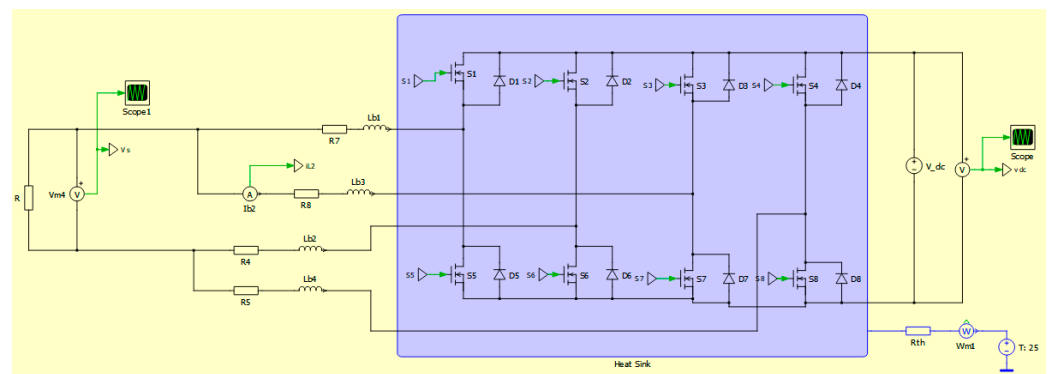 S1 S1 D1
S2 S2 D2
S3 S3 D3
S4 S4 D4
Scope1
Vs
R7 Lb1
iL2
R Vm4 V
A Ib2 R8 Lb3
V_dc V
Scope
v dc
R4 Lb2
R5 Lb4
S5 S5 D5
S6 S6 D6
S7 S7 D7
S8 S8 D8
Rth W Wm1 T: 25
Heat Sink